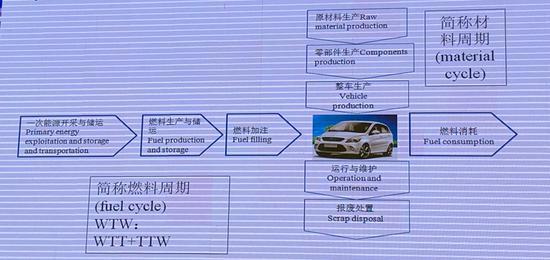 原材料生产Raw
material production
零部件生产Components
production
整车生产
Vehicle
production
简称材
料周期
(material
cycle)
一次能源开采与储运
Primary energy
exploitation and storage
and transportation
燃料生产与储
运
Fuel production
and storage
燃料加注
Fuel filling
燃料消耗
Fuel consumption
运行与维护
Operation and
maintenance
报废处置
Scrap disposal
简称燃料周期
(fuel cycle)
WTW：
WTT+TTW